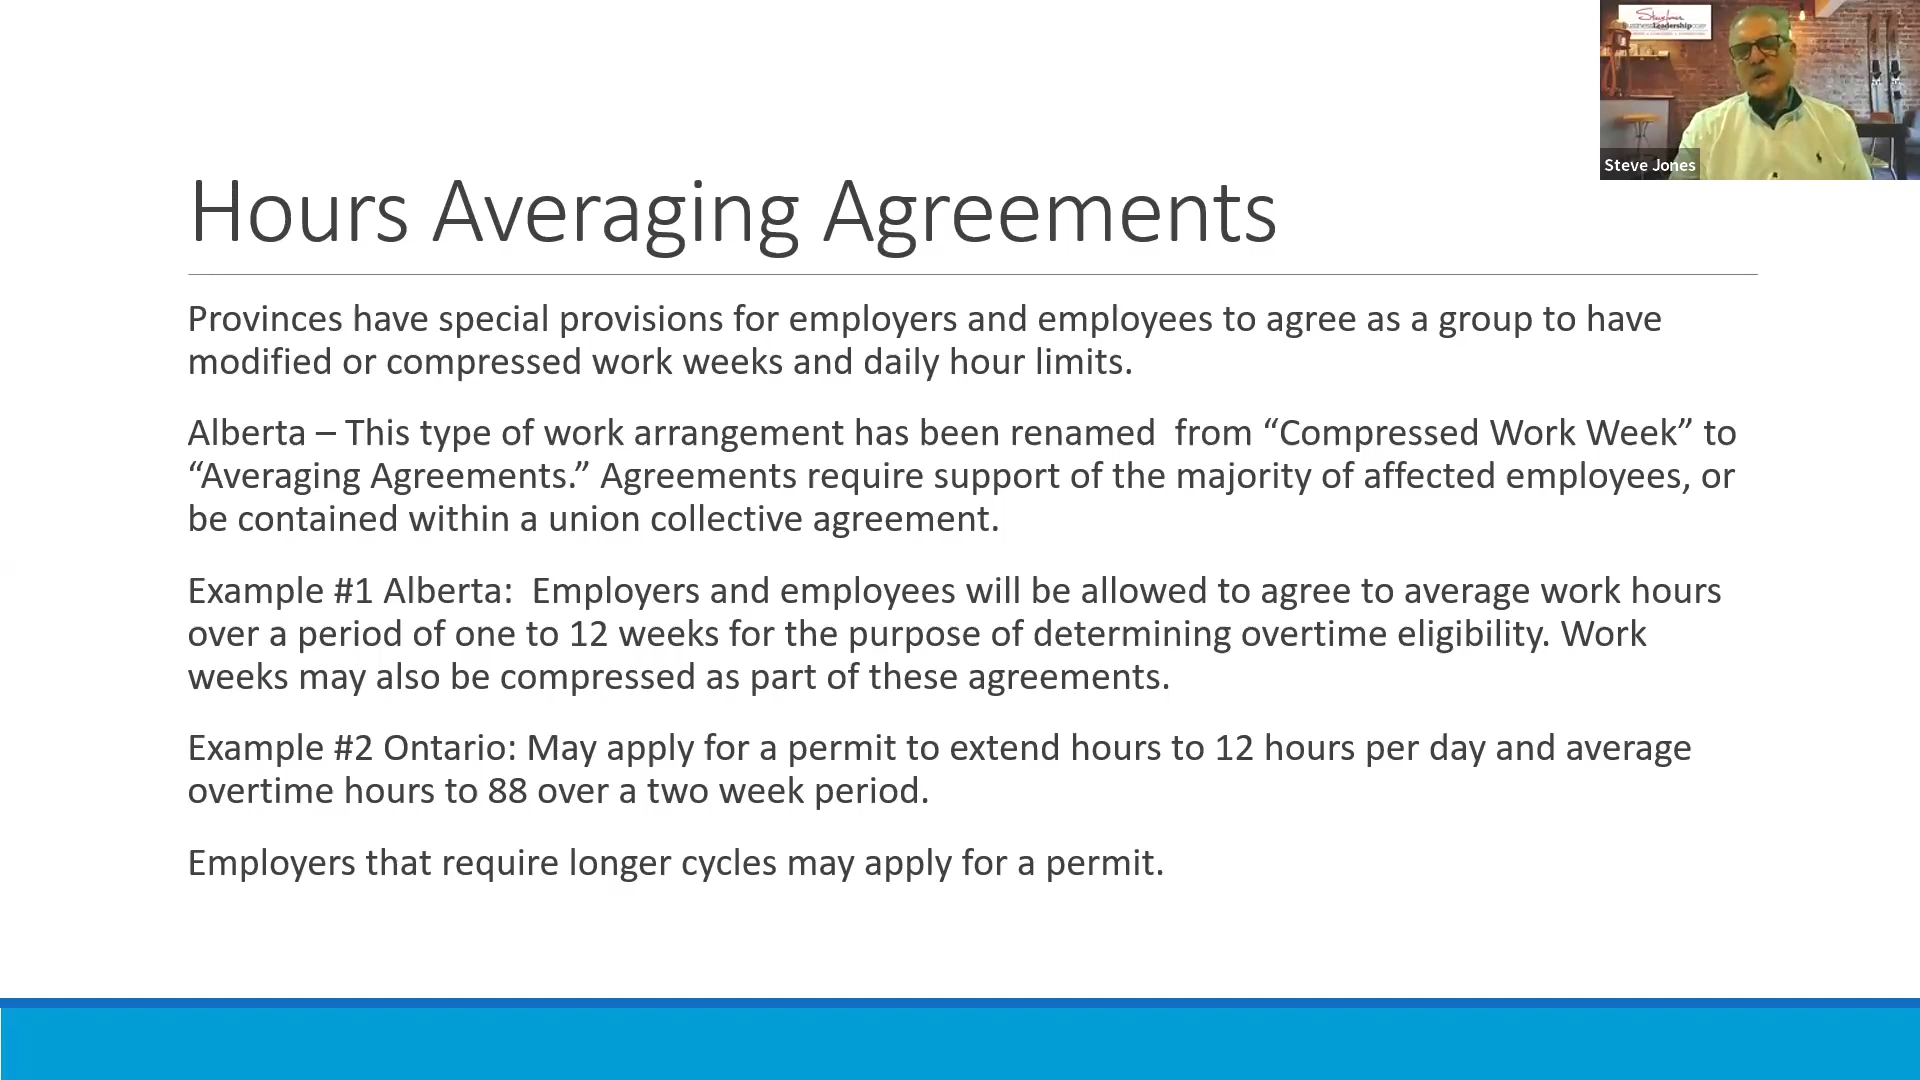 Steve Jones
Hours Averaging Agreements
Provinces have special provisions for employers and employees to agree as a group to have
modified or compressed work weeks and daily hour limits.
Alberta – This type of work arrangement has been renamed  from “Compressed Work Week” to
“Averaging Agreements.” Agreements require support of the majority of affected employees, or
be contained within a union collective agreement.
Example #1 Alberta:  Employers and employees will be allowed to agree to average work hours
over a period of one to 12 weeks for the purpose of determining overtime eligibility. Work
weeks may also be compressed as part of these agreements.
Example #2 Ontario: May apply for a permit to extend hours to 12 hours per day and average
overtime hours to 88 over a two week period.
Employers that require longer cycles may apply for a permit.